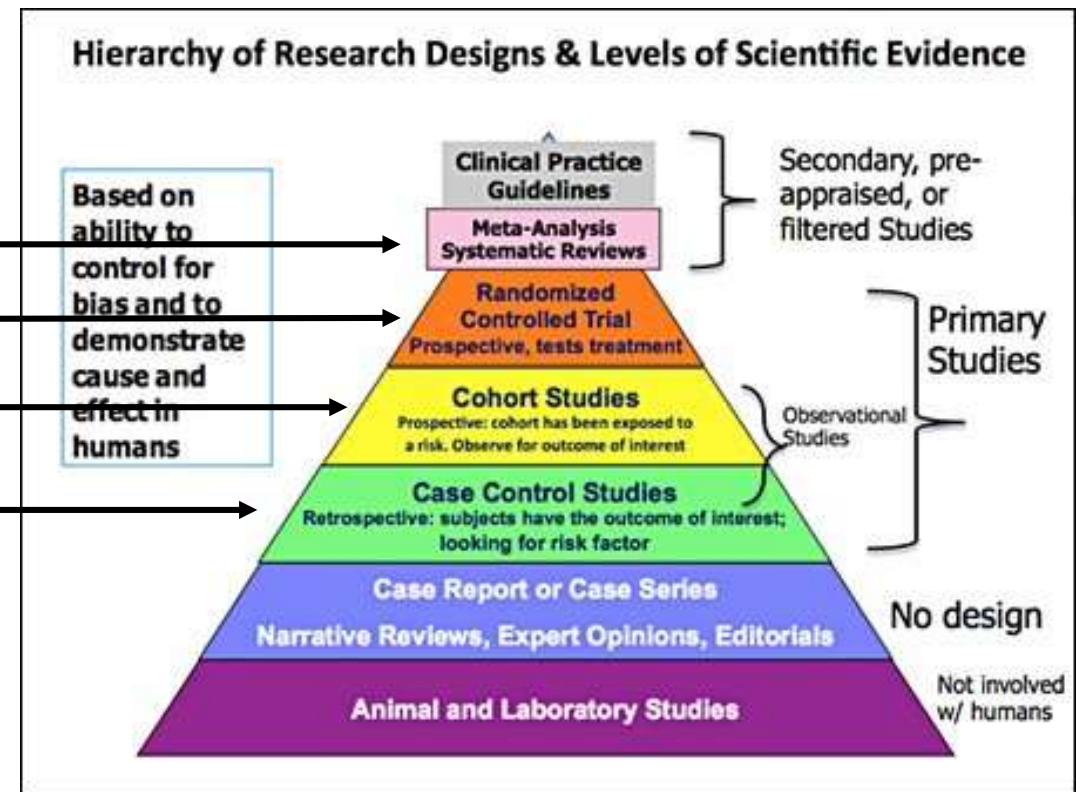 Hierarchy of Research Designs & Levels of Scientific Evidence
Based on
ability to
control for
bias and to
demonstrate
cause and
effect in
humans
Clinical Practice
Guidelines
Meta-Analysis
Systematic Reviews
Secondary, pre-
appraised, or
filtered Studies
Randomized
Controlled Trial
Prospective, tests treatment
Primary
Studies
Cohort Studies
Prospective: cohort has been exposed to
a risk. Observe for outcome of interest
Observational
Studies
Case Control Studies
Retrospective: subjects have the outcome of interest;
looking for risk factor
Case Report or Case Series
Narrative Reviews, Expert Opinions, Editorials
No design
Animal and Laboratory Studies
Not involved
w/ humans